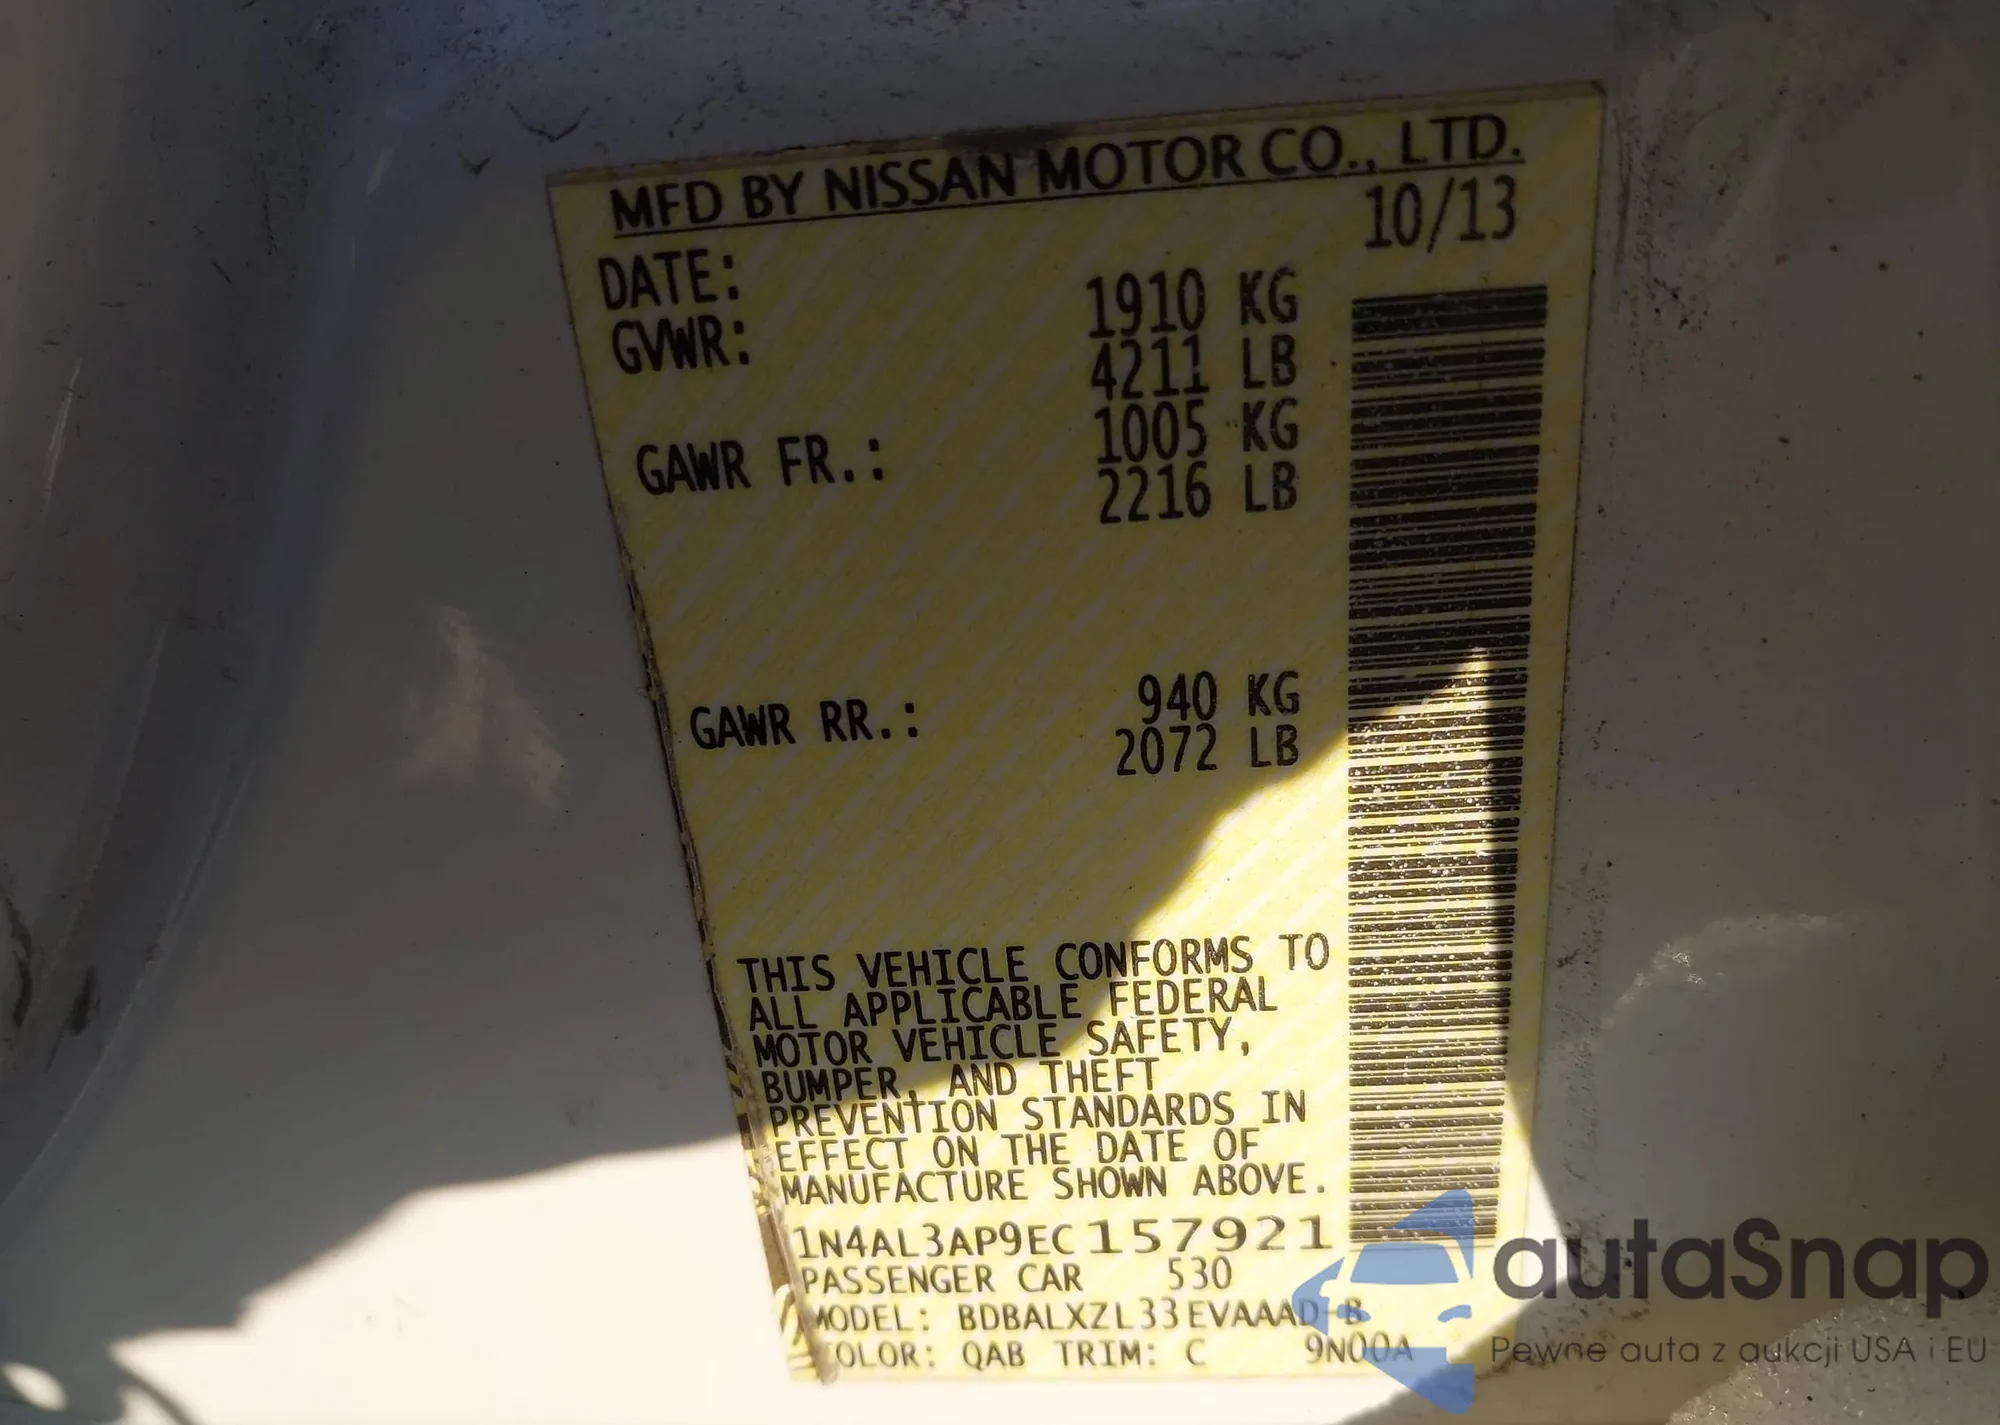 MFD BY NISSAN MOTOR CO., LTD.
DATE: 10/13
GVWR: 1910 KG
4211 LB
GAWR FR.: 1005 KG
2216 LB
GAWR RR.: 940 KG
2072 LB
THIS VEHICLE CONFORMS TO
ALL APPLICABLE FEDERAL
MOTOR VEHICLE SAFETY,
BUMPER, AND THEFT
PREVENTION STANDARDS IN
EFFECT ON THE DATE OF
MANUFACTURE SHOWN ABOVE.
1N4AL3AP9EC157921
PASSENGER CAR 530
MODEL: BDBALXZL33EVAAAD-B
COLOR: QAB TRIM: C 9N00A
autaSnap
Pewne auta z aukcji USA i EU